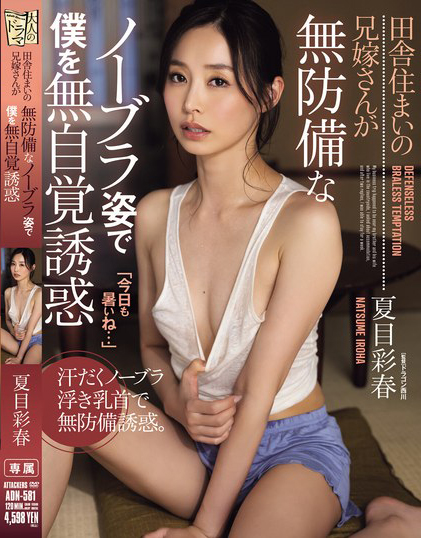 大人のドラマ
田舎住まいの
兄嫁さんが
無防備な
ノーブラ姿で
僕を無自覚誘惑
夏目彩春
専属
ATTACKERS
DVD
ADN-581
120MIN.
4,598YEN
田舎住まいの
兄嫁さんが
無防備な
ノーブラ姿で
僕を無自覚誘惑
DEFENSELESS
BRALESS TEMPTATION
「今日も
暑いね…」
汗だくノーブラ
浮き乳首で
無防備誘惑。
夏目彩春
NATSUME IROHA